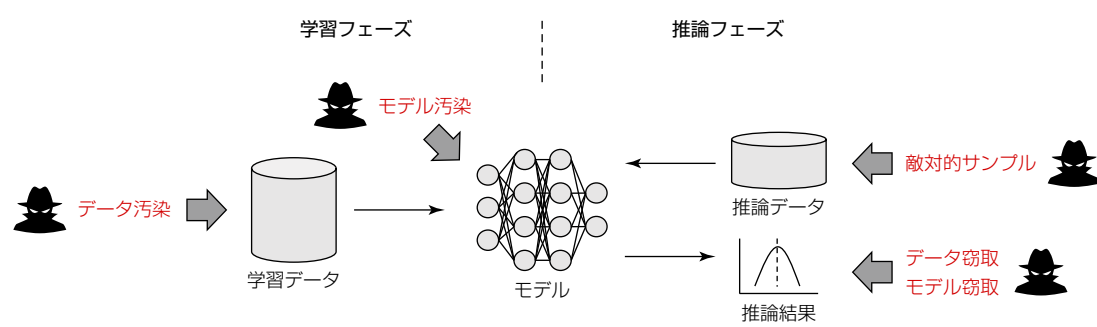 学習フェーズ
推論フェーズ
モデル汚染
データ汚染
学習データ
モデル
敵対的サンプル
推論データ
データ窃取
モデル窃取
推論結果